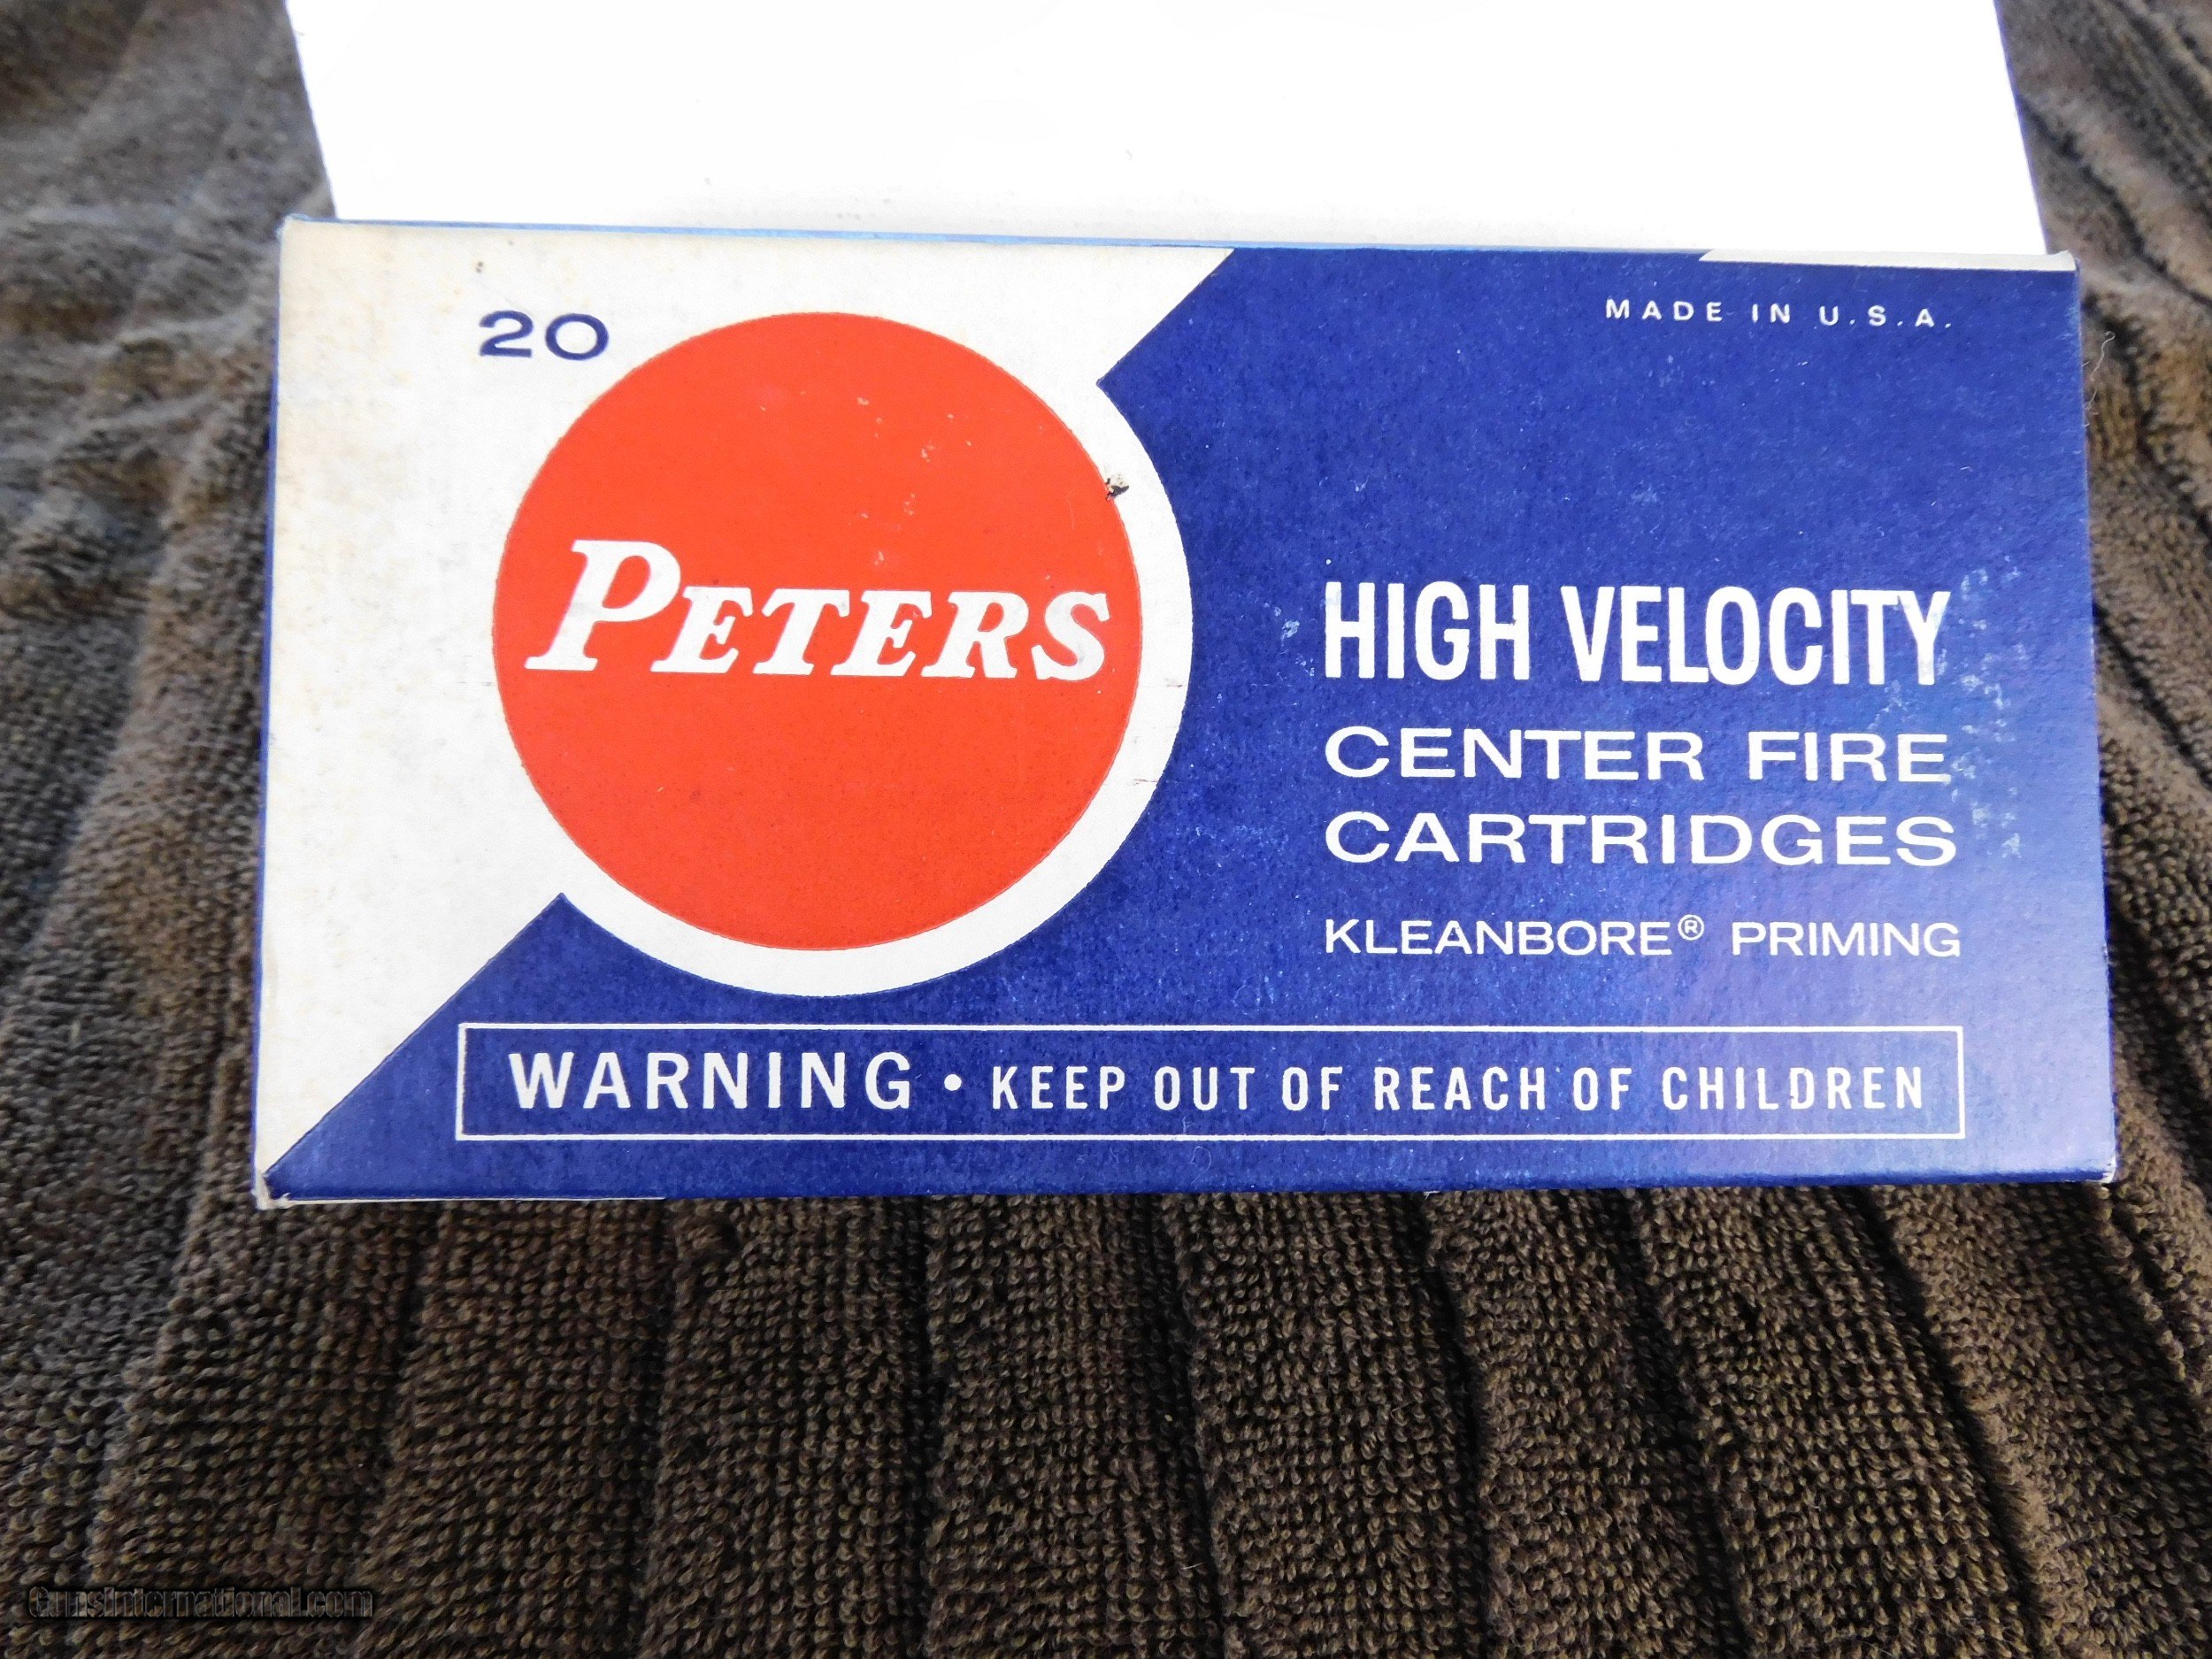 20
MADE IN U.S.A.
PETERS
HIGH VELOCITY
CENTER FIRE
CARTRIDGES
KLEANBORE® PRIMING
WARNING • KEEP OUT OF REACH OF CHILDREN
GunsInternational.com